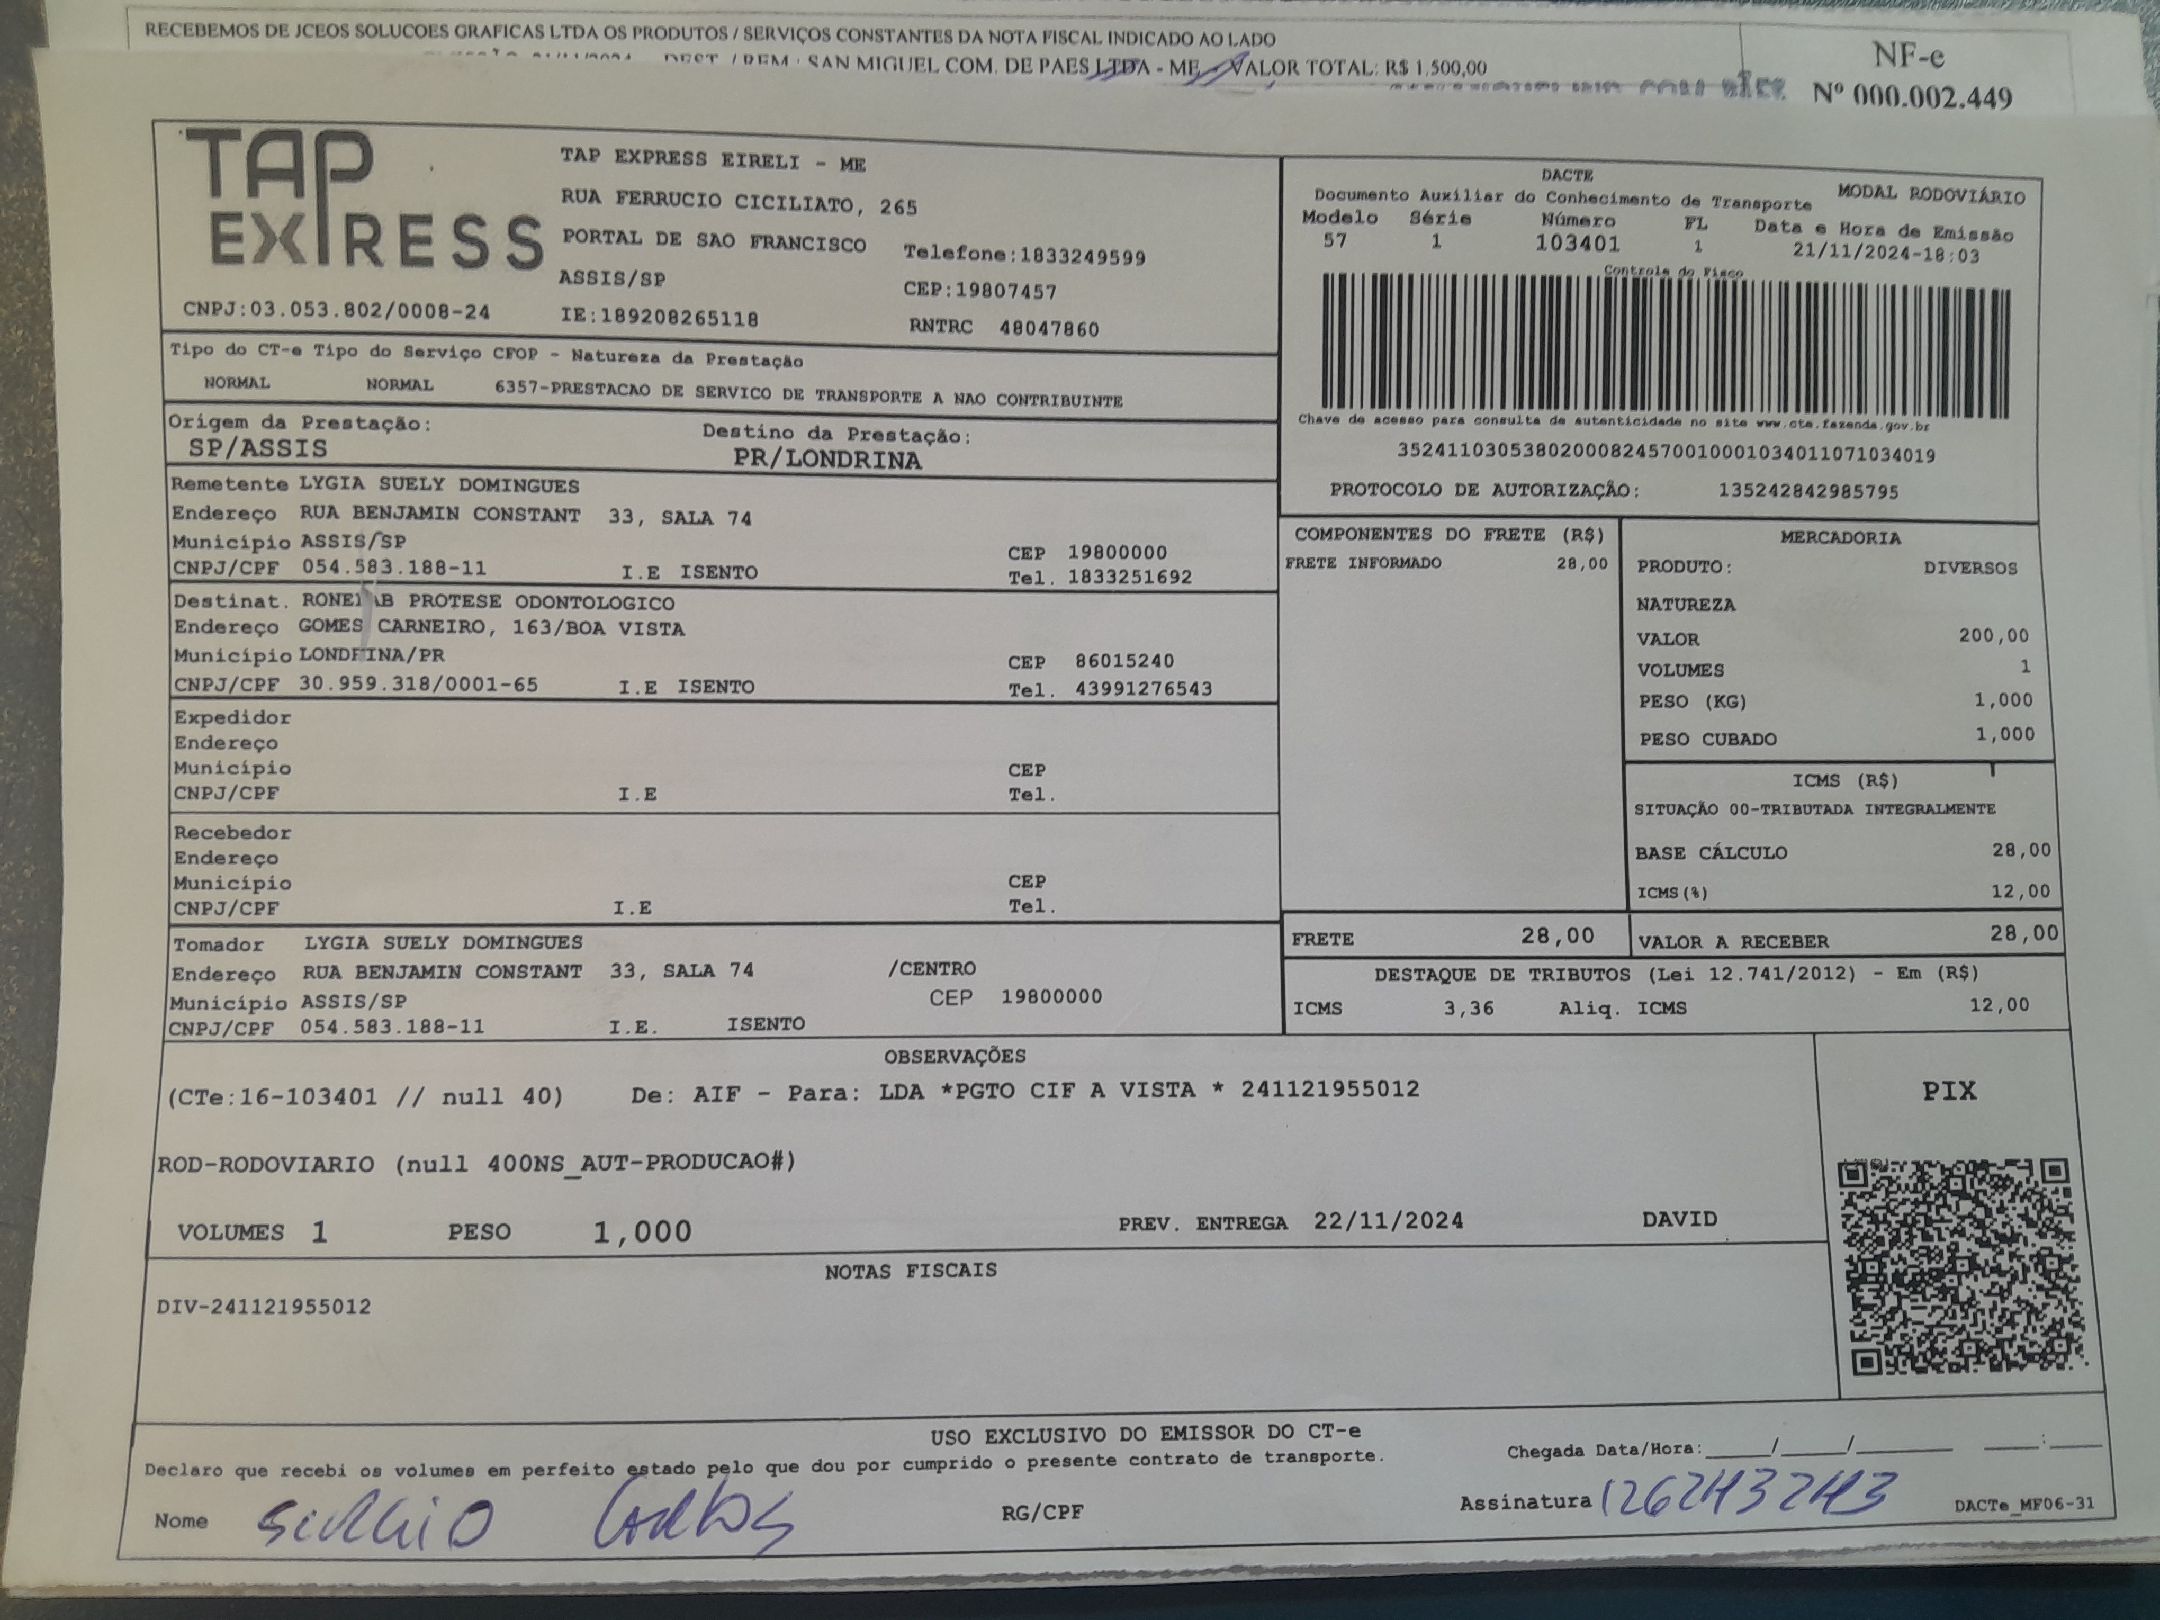 RECEBEMOS DE JCEOS SOLUCOES GRAFICAS LTDA OS PRODUTOS / SERVIÇOS CONSTANTES DA NOTA FISCAL INDICADO AO LADO
DEST. / REM.: SAN MIGUEL COM. DE PAES LTDA - ME - VALOR TOTAL: R$ 1.500,00
NF-e
Nº 000.002.449
TAP EXPRESS
TAP EXPRESS EIRELI - ME
RUA FERRUCIO CICILIATO, 265
PORTAL DE SAO FRANCISCO Telefone:1833249599
ASSIS/SP CEP:19807457
CNPJ:03.053.802/0008-24 IE:189208265118 RNTRC 48047860
DACTE
Documento Auxiliar do Conhecimento de Transporte MODAL RODOVIÁRIO
Modelo Série Número FL Data e Hora de Emissão
57 1 103401 1 21/11/2024-18:03
Controle do Fisco
Chave de acesso para consulta de autenticidade no site www.cte.fazenda.gov.br
35241103053802000824570010001034011071034019
PROTOCOLO DE AUTORIZAÇÃO: 135242842985795
Tipo do CT-e Tipo do Serviço CFOP - Natureza da Prestação
NORMAL NORMAL 6357-PRESTACAO DE SERVICO DE TRANSPORTE A NAO CONTRIBUINTE
Origem da Prestação: Destino da Prestação:
SP/ASSIS PR/LONDRINA
Remetente LYGIA SUELY DOMINGUES
Endereço RUA BENJAMIN CONSTANT 33, SALA 74
Município ASSIS/SP CEP 19800000
CNPJ/CPF 054.583.188-11 I.E ISENTO Tel. 1833251692
Destinat. PROTESE ODONTOLOGICO
Endereço GOMES CARNEIRO, 163/BOA VISTA
Município LONDRINA/PR CEP 86015240
CNPJ/CPF 30.959.318/0001-65 I.E ISENTO Tel. 43991276543
Expedidor
Endereço
Município CEP
CNPJ/CPF I.E Tel.
Recebedor
Endereço
Município CEP
CNPJ/CPF I.E Tel.
Tomador LYGIA SUELY DOMINGUES
Endereço RUA BENJAMIN CONSTANT 33, SALA 74 /CENTRO
Município ASSIS/SP CEP 19800000
CNPJ/CPF 054.583.188-11 I.E. ISENTO
COMPONENTES DO FRETE (R$)
FRETE INFORMADO 28,00
MERCADORIA
PRODUTO: DIVERSOS
NATUREZA
VALOR 200,00
VOLUMES 1
PESO (KG) 1,000
PESO CUBADO 1,000
ICMS (R$)
SITUAÇÃO 00-TRIBUTADA INTEGRALMENTE
BASE CÁLCULO 28,00
ICMS(%) 12,00
FRETE 28,00 VALOR A RECEBER 28,00
DESTAQUE DE TRIBUTOS (Lei 12.741/2012) - Em (R$)
ICMS 3,36 Aliq. ICMS 12,00
OBSERVAÇÕES
(CTe:16-103401 // null 40) De: AIF - Para: LDA *PGTO CIF A VISTA * 241121955012
ROD-RODOVIARIO (null 400NS_AUT-PRODUCAO#)
VOLUMES 1 PESO 1,000 PREV. ENTREGA 22/11/2024 DAVID
PIX
NOTAS FISCAIS
DIV-241121955012
USO EXCLUSIVO DO EMISSOR DO CT-e
Declaro que recebi os volumes em perfeito estado pelo que dou por cumprido o presente contrato de transporte.
Chegada Data/Hora:_____/_____/________ ____:____
Nome SERGIO CARLOS RG/CPF Assinatura DACTe_MF06-31